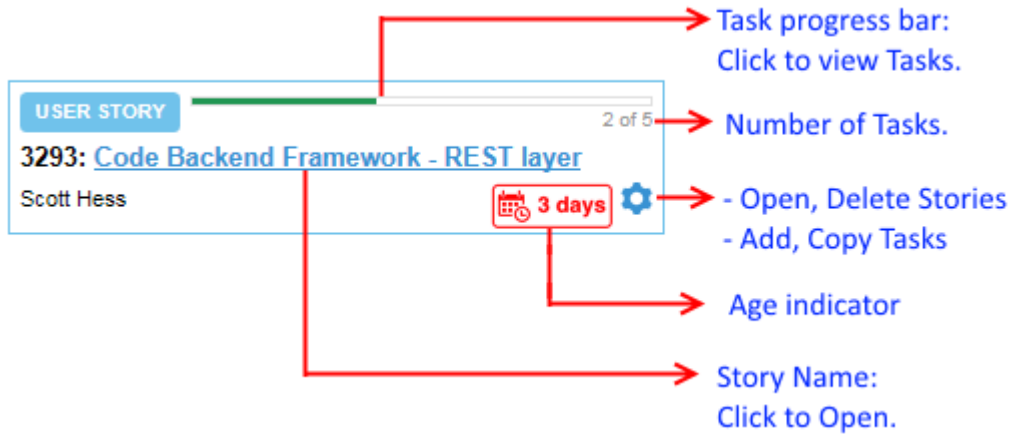 Task progress bar:
Click to view Tasks.
USER STORY
2 of 5
Number of Tasks.
3293: Code Backend Framework - REST layer
Scott Hess
3 days
- Open, Delete Stories
- Add, Copy Tasks
Age indicator
Story Name:
Click to Open.